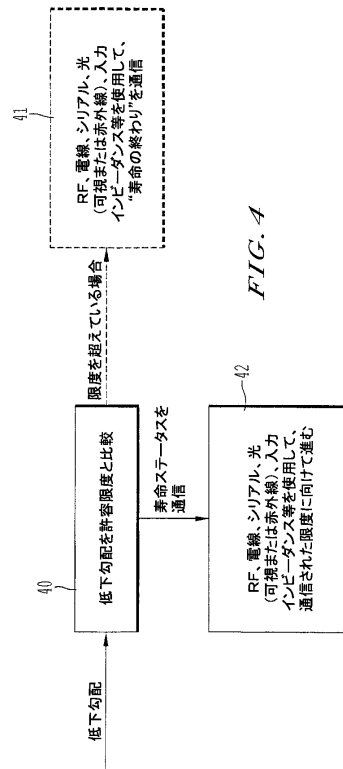 低下勾配
40
低下勾配を許容限度と比較
限度を超えている場合
41
RF、電線、シリアル、光
(可視または赤外線)、入力
インピーダンス等を使用して、
“寿命の終わり”を通信
寿命ステータスを
通信
42
RF、電線、シリアル、光
(可視または赤外線)、入力
インピーダンス等を使用して、
通信された限度に向けて進む
FIG. 4